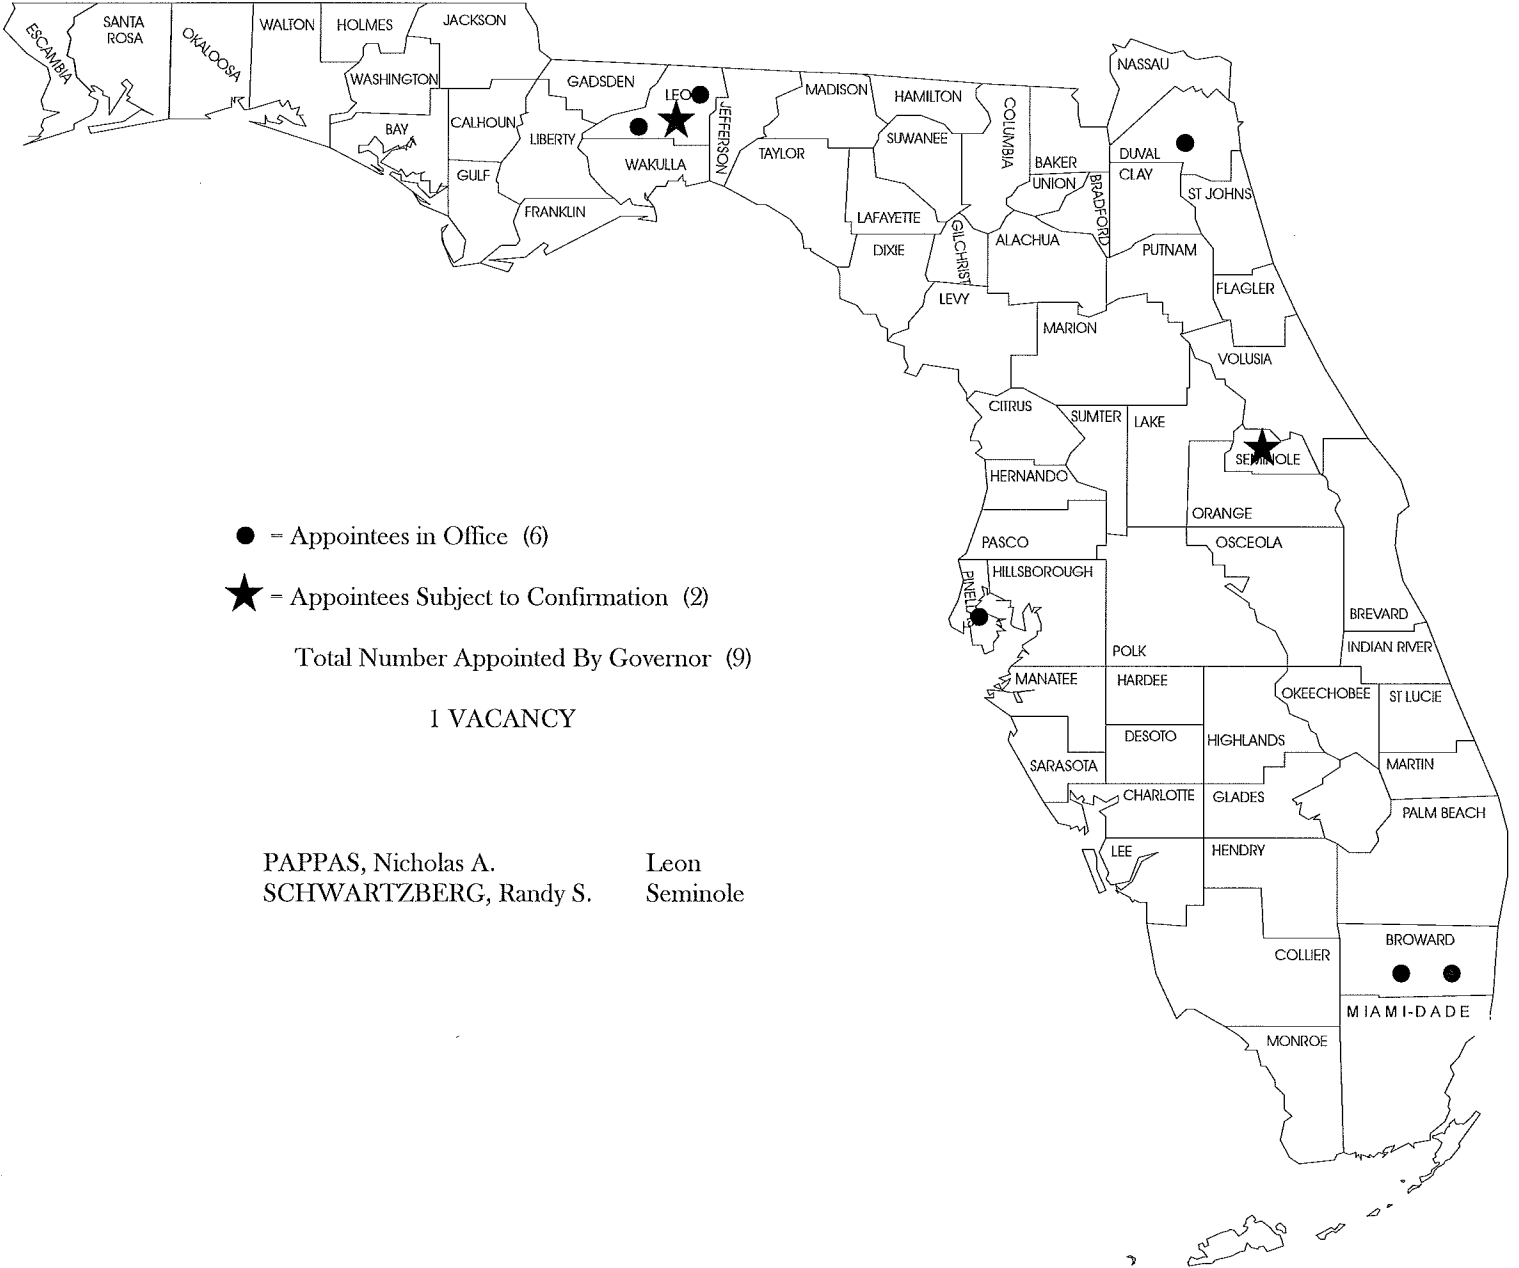 ESCAMBIA
SANTA
ROSA
OKALOOSA
WALTON
HOLMES
JACKSON
WASHINGTON
BAY
CALHOUN
GULF
GADSDEN
LIBERTY
FRANKLIN
LEO
WAKULLA
JEFFERSON
MADISON
TAYLOR
HAMILTON
SUWANEE
LAFAYETTE
DIXIE
COLUMBIA
GILCHRIST
BAKER
UNION
BRADFORD
ALACHUA
LEVY
NASSAU
DUVAL
CLAY
ST JOHNS
PUTNAM
FLAGLER
MARION
VOLUSIA
CITRUS
SUMTER
LAKE
SEMINOLE
HERNANDO
ORANGE
PASCO
OSCEOLA
PINELLAS
HILLSBOROUGH
POLK
BREVARD
INDIAN RIVER
MANATEE
HARDEE
OKEECHOBEE
ST LUCIE
DESOTO
HIGHLANDS
SARASOTA
MARTIN
CHARLOTTE
GLADES
PALM BEACH
LEE
HENDRY
COLLIER
BROWARD
MIAMI-DADE
MONROE
= Appointees in Office (6)
= Appointees Subject to Confirmation (2)
Total Number Appointed By Governor (9)
1 VACANCY
PAPPAS, Nicholas A. Leon
SCHWARTZBERG, Randy S. Seminole